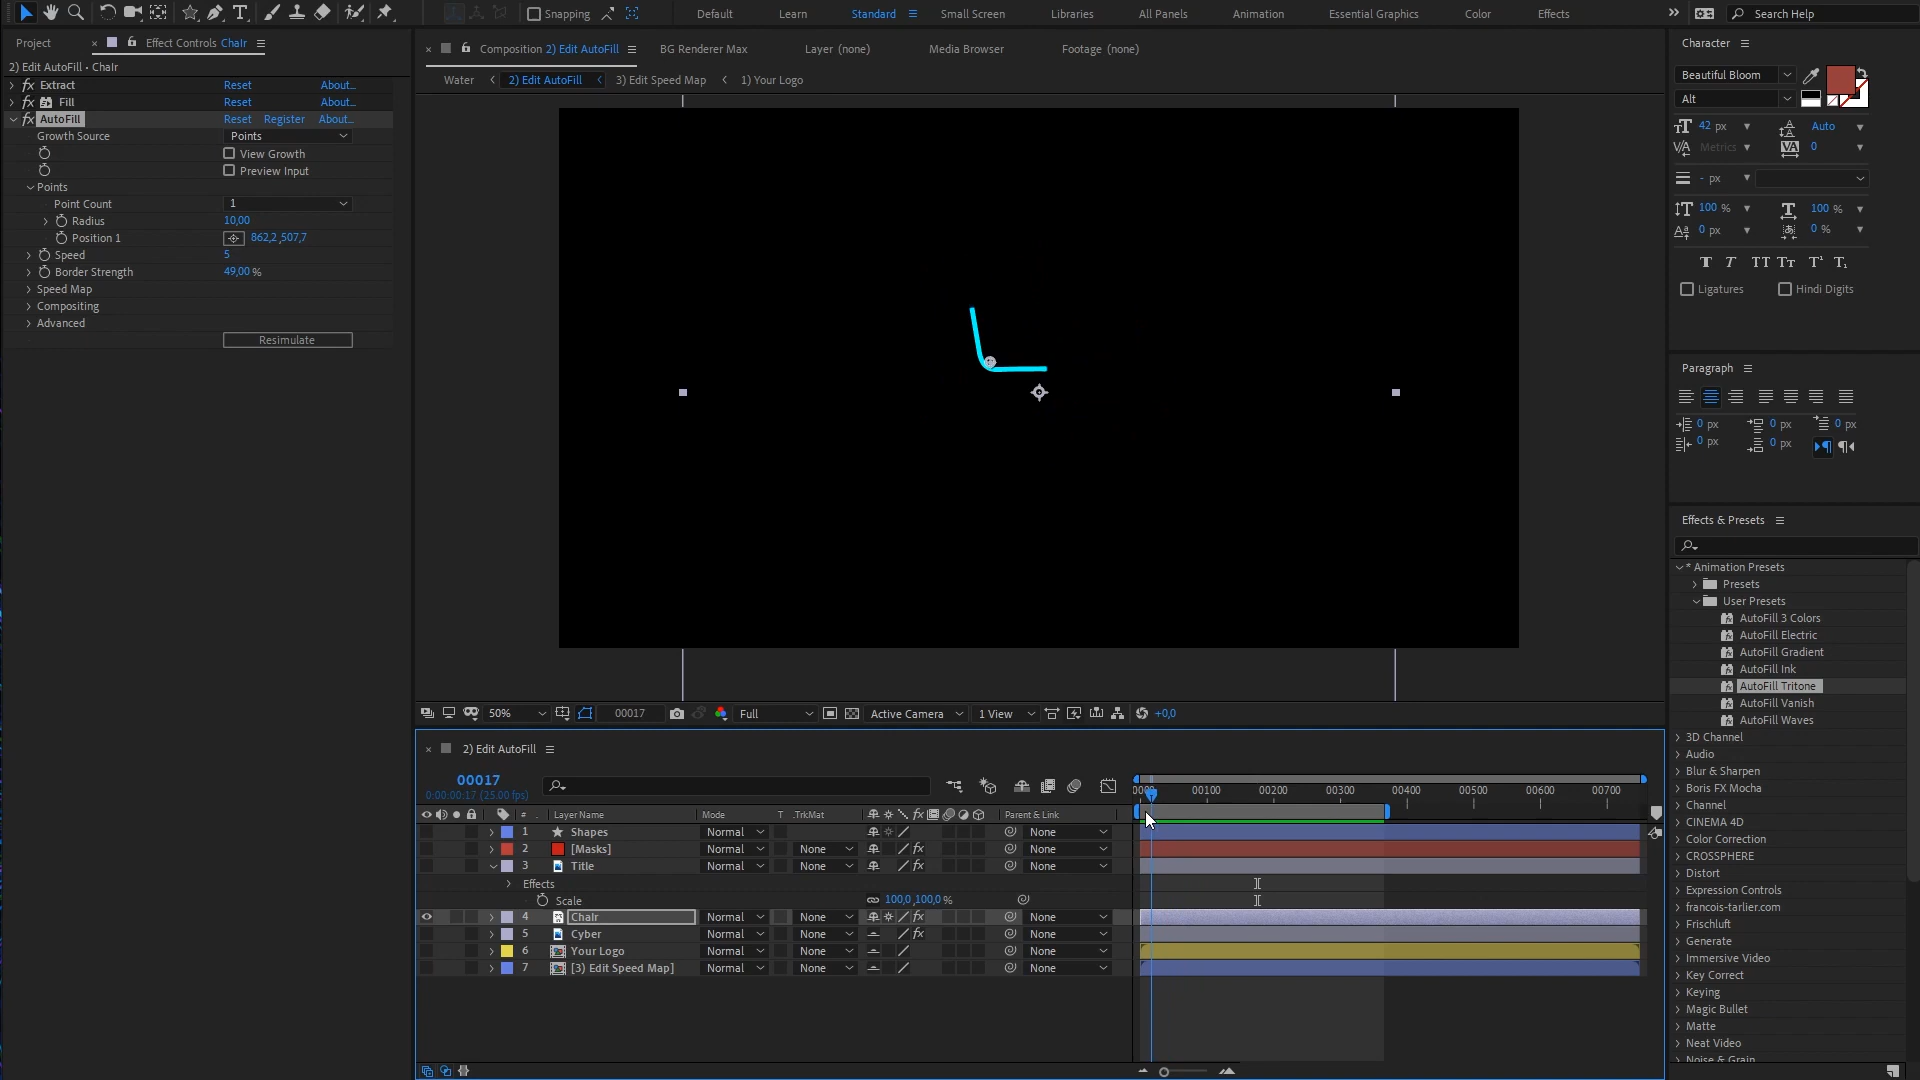 Snapping
Default
Learn
Standard
Small Screen
Libraries
All Panels
Animation
Essential Graphics
Color
Effects
Search Help
Project
Effect Controls ChaIr
2) Edit AutoFill • ChaIr
fx Extract Reset About...
fx Fill Reset About...
fx AutoFill Reset Register About...
Growth Source Points
View Growth
Preview Input
Points
Point Count 1
Radius 10,00
Position 1 862,2 ,507,7
Speed 5
Border Strength 49,00 %
Speed Map
Compositing
Advanced
Resimulate
Composition 2) Edit AutoFill
BG Renderer Max
Layer (none)
Media Browser
Footage (none)
Water
2) Edit AutoFill
3) Edit Speed Map
1) Your Logo
50%
00017
Full
Active Camera
1 View
+0,0
Character
Beautiful Bloom
Alt
42 px Auto
Metrics 0
- px
100 % 100 %
0 px 0 %
Ligatures
Hindi Digits
Paragraph
0 px 0 px 0 px
0 px 0 px
Effects & Presets
* Animation Presets
Presets
User Presets
AutoFill 3 Colors
AutoFill Electric
AutoFill Gradient
AutoFill Ink
AutoFill Tritone
AutoFill Vanish
AutoFill Waves
3D Channel
Audio
Blur & Sharpen
Boris FX Mocha
Channel
CINEMA 4D
Color Correction
CROSSPHERE
Distort
Expression Controls
francois-tarlier.com
Frischluft
Generate
Immersive Video
Key Correct
Keying
Magic Bullet
Matte
Neat Video
Noise & Grain
2) Edit AutoFill
00017
0:00:00:17 (25.00 fps)
00100 00200 00300 00400 00500 00600 00700
# Layer Name Mode T .TrkMat Parent & Link
1 Shapes Normal None
2 [Masks] Normal None fx None
3 Title Normal None fx None
Effects
Scale 100,0 ,100,0 %
4 ChaIr Normal None fx None
5 Cyber Normal None fx None
6 Your Logo Normal None None
7 [3) Edit Speed Map] Normal None None